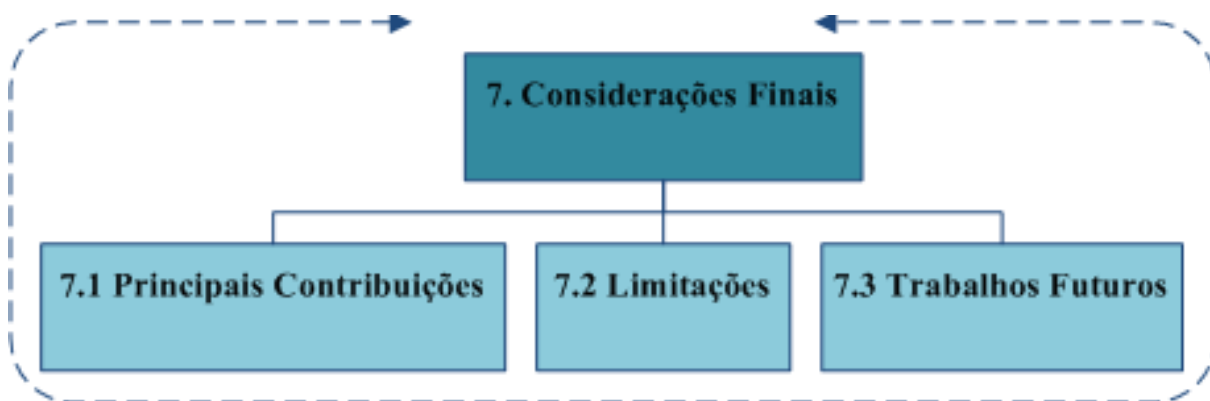 7. Considerações Finais
7.1 Principais Contribuições
7.2 Limitações
7.3 Trabalhos Futuros